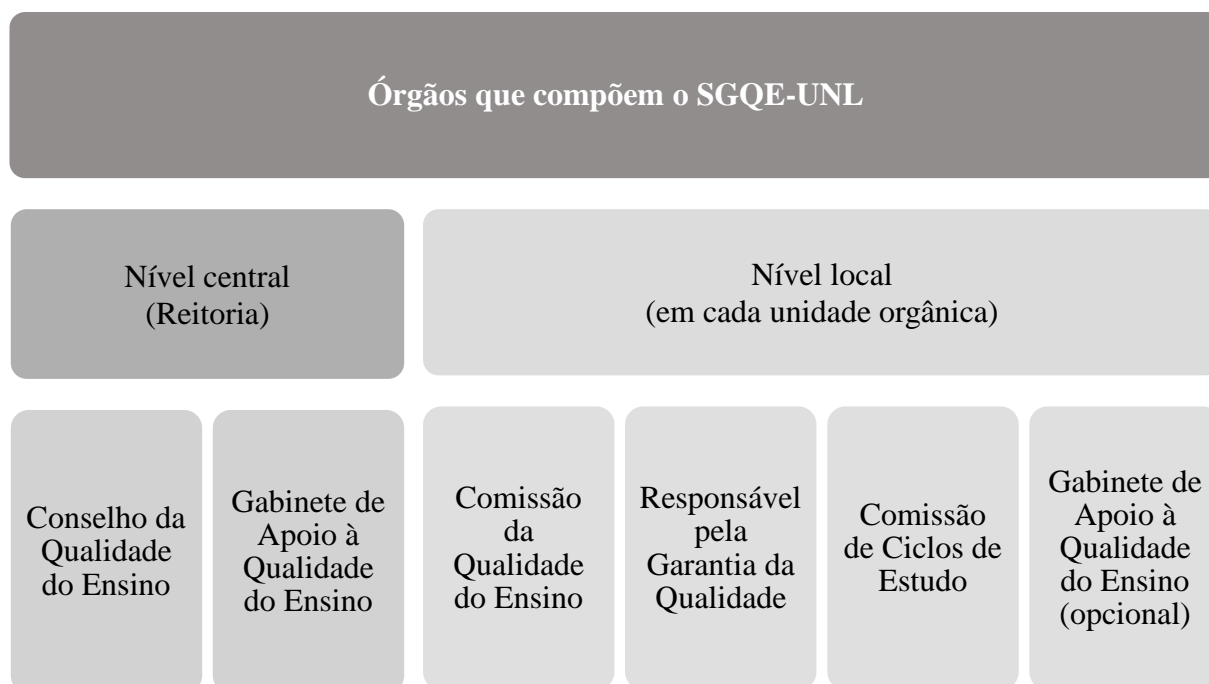 Órgãos que compõem o SGQE-UNL
Nível central
(Reitoria)
Nível local
(em cada unidade orgânica)
Conselho da
Qualidade
do Ensino
Gabinete de
Apoio à
Qualidade
do Ensino
Comissão
da
Qualidade
do Ensino
Responsável
pela
Garantia da
Qualidade
Comissão
de Ciclos de
Estudo
Gabinete de
Apoio à
Qualidade
do Ensino
(opcional)